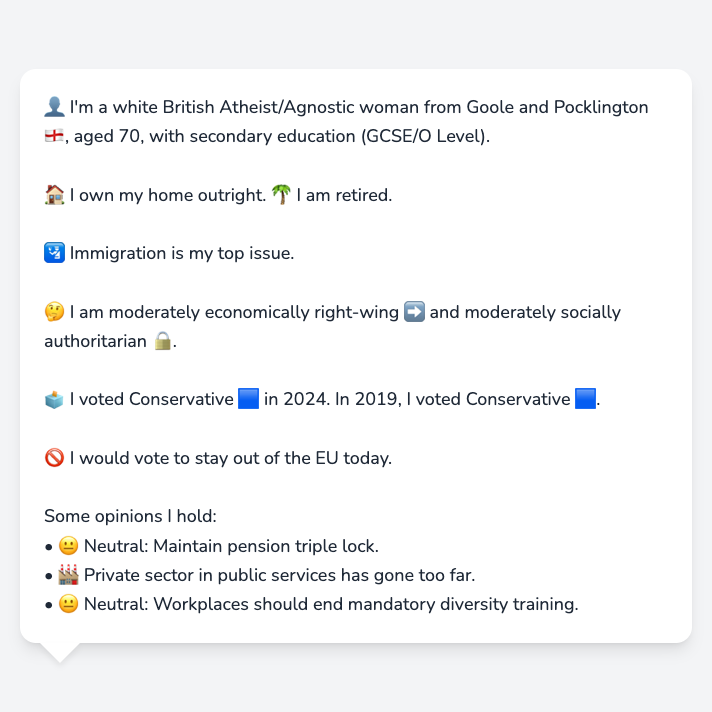 👤 I'm a white British Atheist/Agnostic woman from Goole and Pocklington
🏴󠁧󠁢󠁥󠁮󠁧󠁿, aged 70, with secondary education (GCSE/O Level).
🏠 I own my home outright. 🌴 I am retired.
🛂 Immigration is my top issue.
🤔 I am moderately economically right-wing ➡️ and moderately socially
authoritarian 🔒.
🗳️ I voted Conservative 🟦 in 2024. In 2019, I voted Conservative 🟦.
🚫 I would vote to stay out of the EU today.
Some opinions I hold:
• 😐 Neutral: Maintain pension triple lock.
• 🏭 Private sector in public services has gone too far.
• 😐 Neutral: Workplaces should end mandatory diversity training.